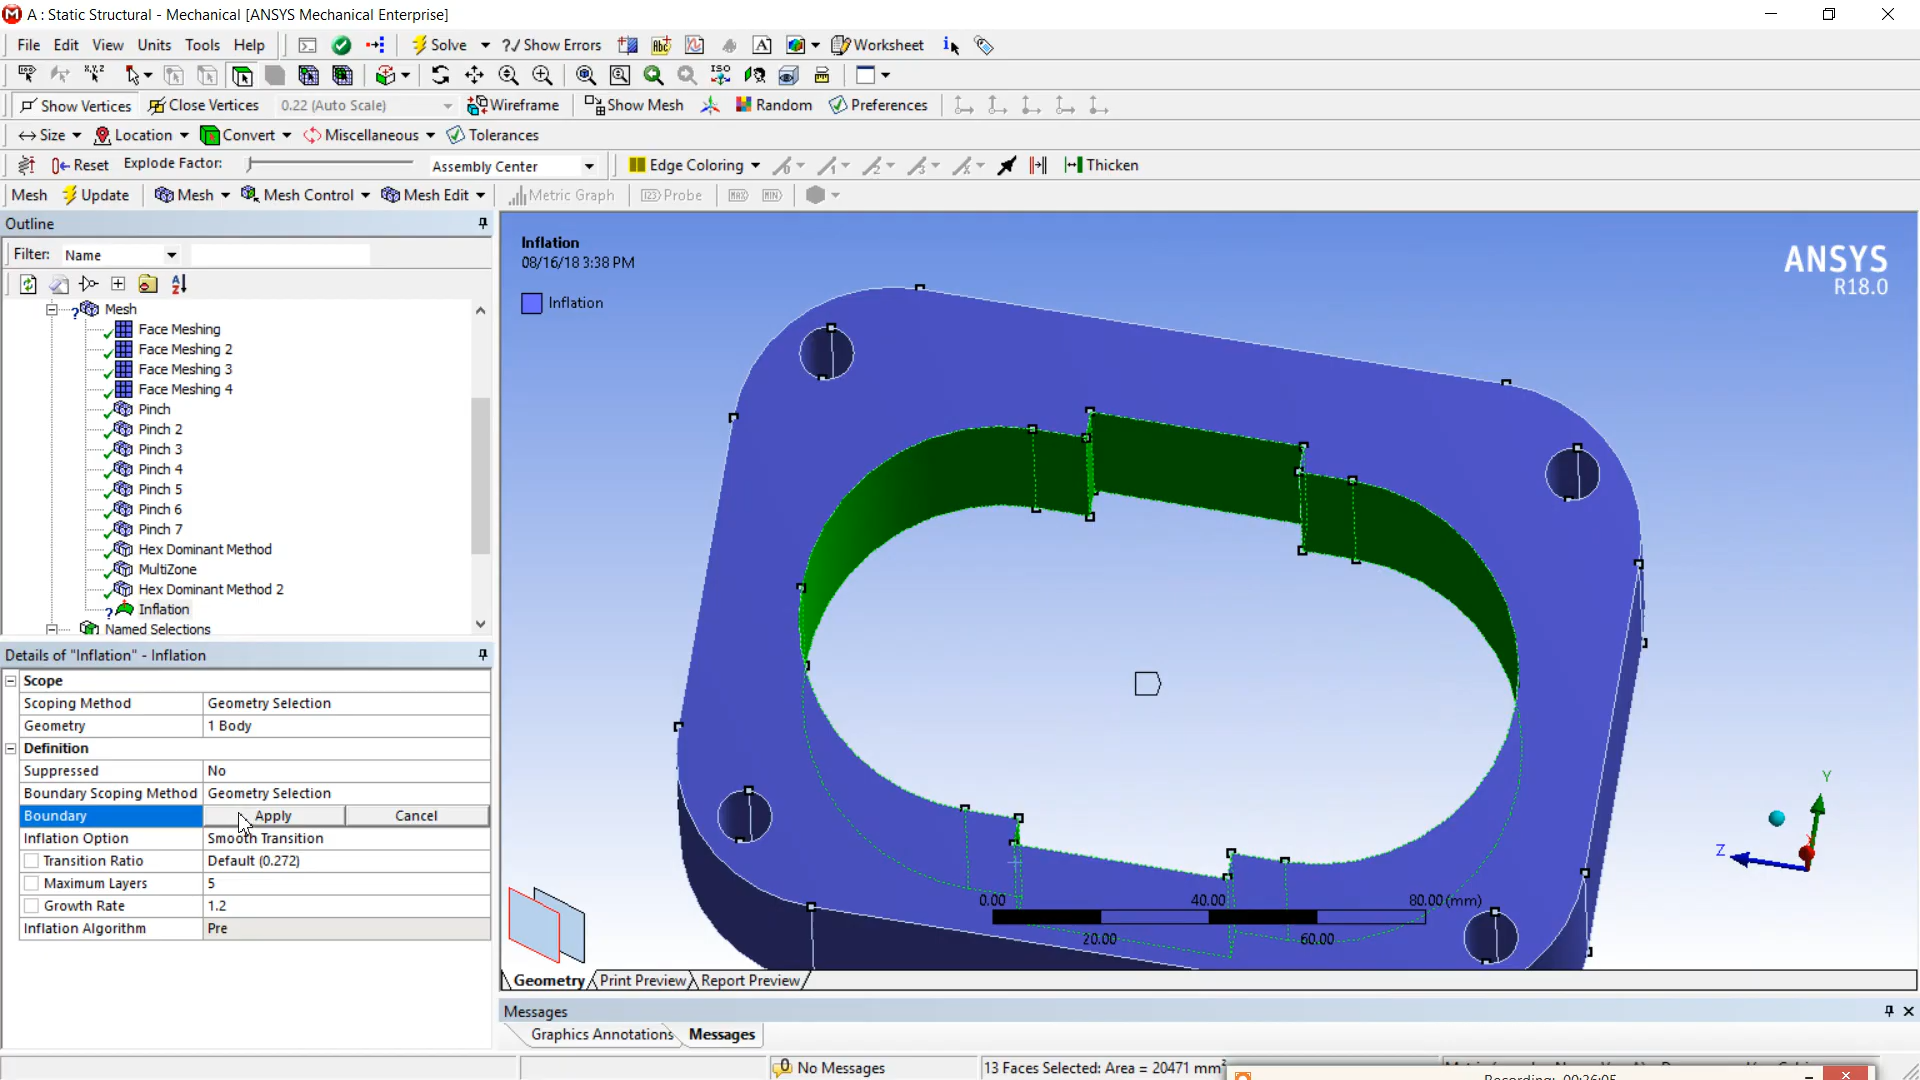 A : Static Structural - Mechanical [ANSYS Mechanical Enterprise]
File Edit View Units Tools Help Solve ?/ Show Errors Worksheet
ISO
Show Vertices Close Vertices 0.22 (Auto Scale) Wireframe Show Mesh Random Preferences
Size Location Convert Miscellaneous Tolerances
Reset Explode Factor: Assembly Center Edge Coloring Thicken
Mesh Update Mesh Mesh Control Mesh Edit Metric Graph Probe MAX MIN
Outline
Filter: Name
Mesh
Face Meshing
Face Meshing 2
Face Meshing 3
Face Meshing 4
Pinch
Pinch 2
Pinch 3
Pinch 4
Pinch 5
Pinch 6
Pinch 7
Hex Dominant Method
MultiZone
Hex Dominant Method 2
Inflation
Named Selections
Details of "Inflation" - Inflation
Scope
Scoping Method Geometry Selection
Geometry 1 Body
Definition
Suppressed No
Boundary Scoping Method Geometry Selection
Boundary Apply Cancel
Inflation Option Smooth Transition
Transition Ratio Default (0.272)
Maximum Layers 5
Growth Rate 1.2
Inflation Algorithm Pre
Inflation
08/16/18 3:38 PM
Inflation
ANSYS
R18.0
Y
Z
0.00 40.00 80.00 (mm)
20.00 60.00
Geometry Print Preview Report Preview
Messages
Graphics Annotations Messages
No Messages 13 Faces Selected: Area = 20471 mm²
Recording: 00:26:05